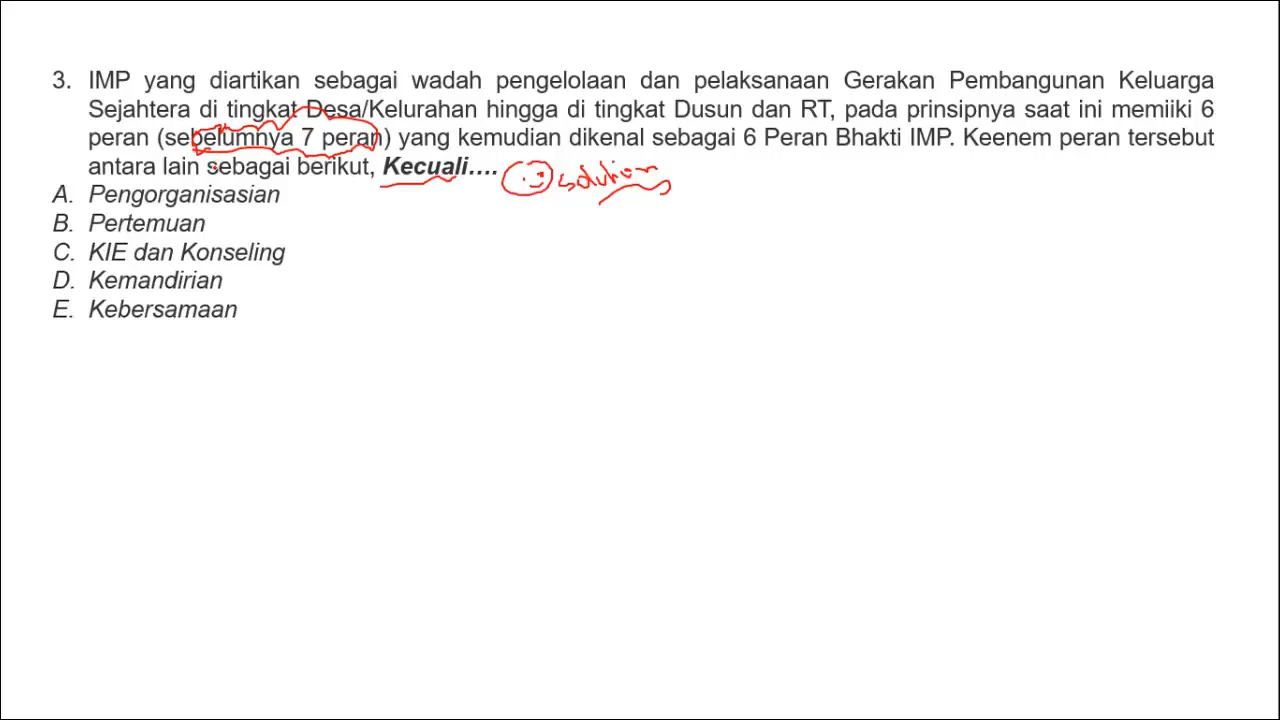 3. IMP yang diartikan sebagai wadah pengelolaan dan pelaksanaan Gerakan Pembangunan Keluarga
Sejahtera di tingkat Desa/Kelurahan hingga di tingkat Dusun dan RT, pada prinsipnya saat ini memiiki 6
peran (sebelumnya 7 peran) yang kemudian dikenal sebagai 6 Peran Bhakti IMP. Keenem peran tersebut
antara lain sebagai berikut, Kecuali....
solution
A. Pengorganisasian
B. Pertemuan
C. KIE dan Konseling
D. Kemandirian
E. Kebersamaan